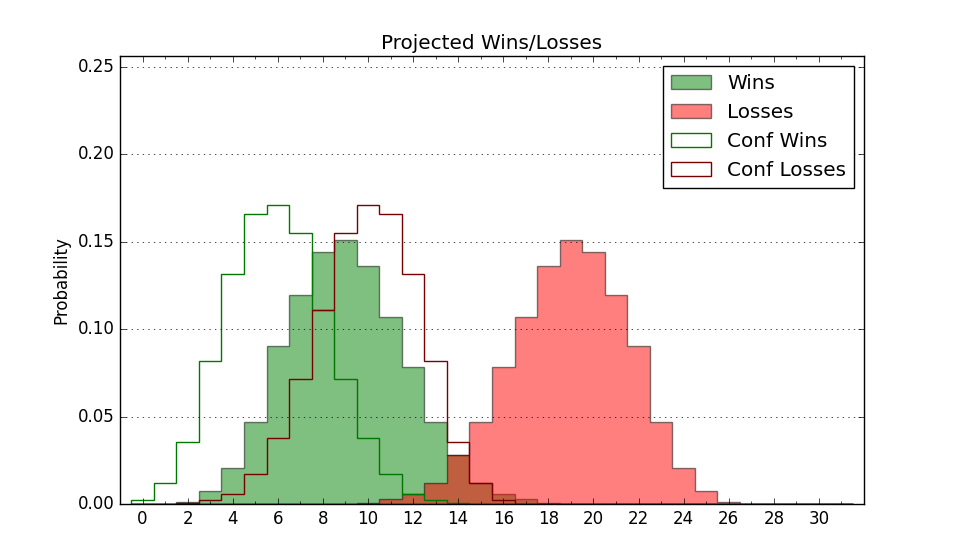 Projected Wins/Losses
Probability
0.25
0.20
0.15
0.10
0.05
0.00
Wins
Losses
Conf Wins
Conf Losses
0 2 4 6 8 10 12 14 16 18 20 22 24 26 28 30